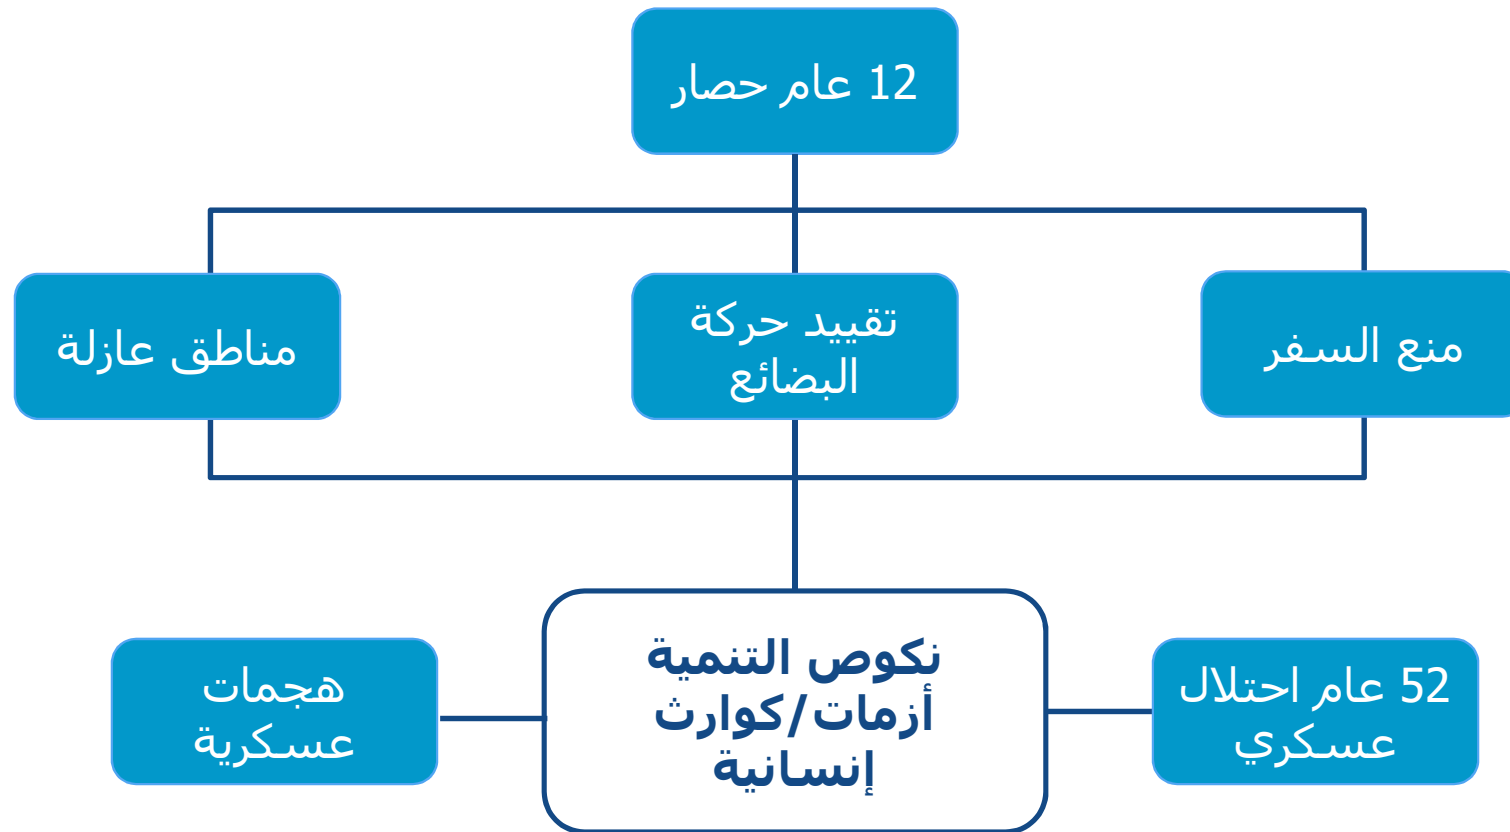 12 عام حصار
منع السفر
تقييد حركة
البضائع
مناطق عازلة
52 عام احتلال
عسكري
نكوص التنمية
أزمات/كوارث
إنسانية
هجمات
عسكرية